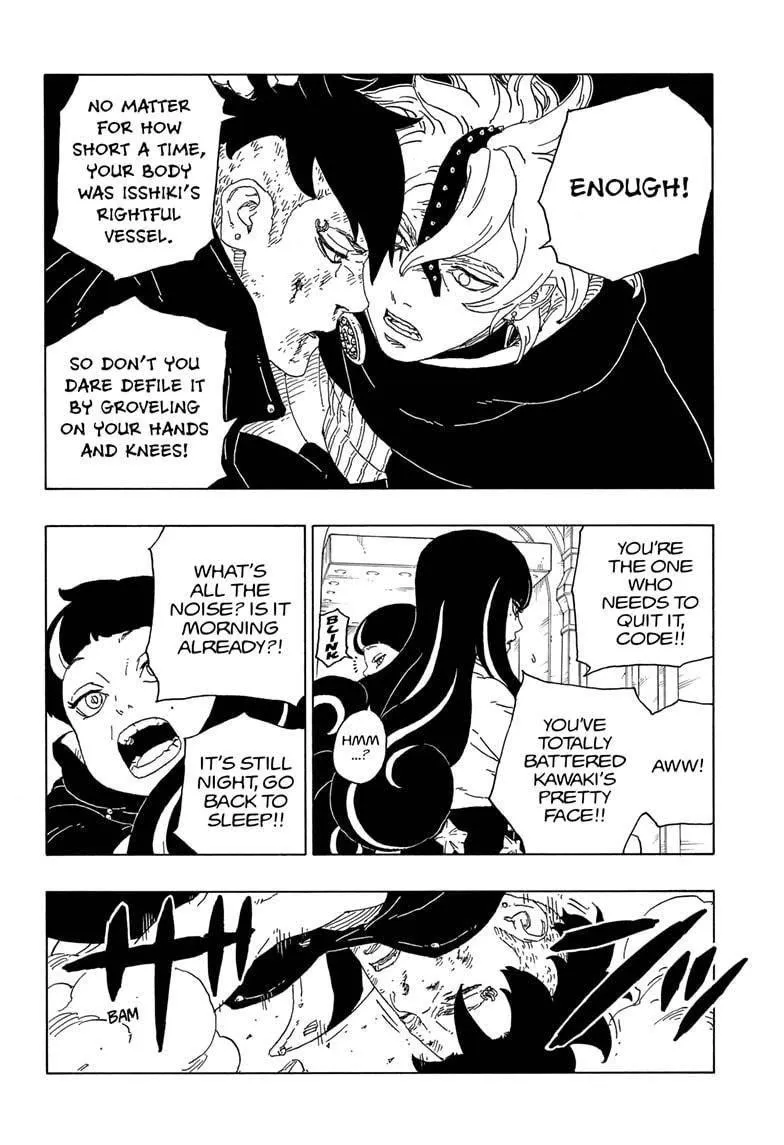 ENOUGH!
NO MATTER
FOR HOW
SHORT A TIME,
YOUR BODY
WAS ISSHIKI'S
RIGHTFUL
VESSEL.
SO DON'T YOU
DARE DEFILE IT
BY GROVELING
ON YOUR HANDS
AND KNEES!
YOU'RE
THE ONE
WHO
NEEDS TO
QUIT IT,
CODE!!
AWW!
YOU'VE
TOTALLY
BATTERED
KAWAKI'S
PRETTY
FACE!!
HMM
...?
BLINK
WHAT'S
ALL THE
NOISE? IS IT
MORNING
ALREADY?!
IT'S STILL
NIGHT, GO
BACK TO
SLEEP!!
BAM